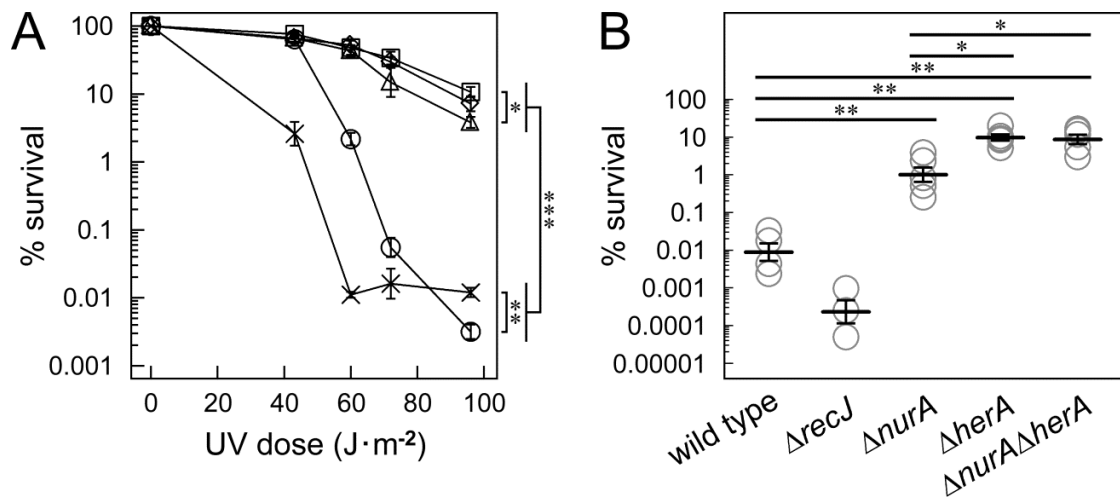 A
% survival
100
10
1
0.1
0.01
0.001
0 20 40 60 80 100
UV dose (J·m⁻²)
*
***
**
B
% survival
*
*
**
**
**
100
10
1
0.1
0.01
0.001
0.0001
0.00001
wild type
ΔrecJ
ΔnurA
ΔherA
ΔnurAΔherA